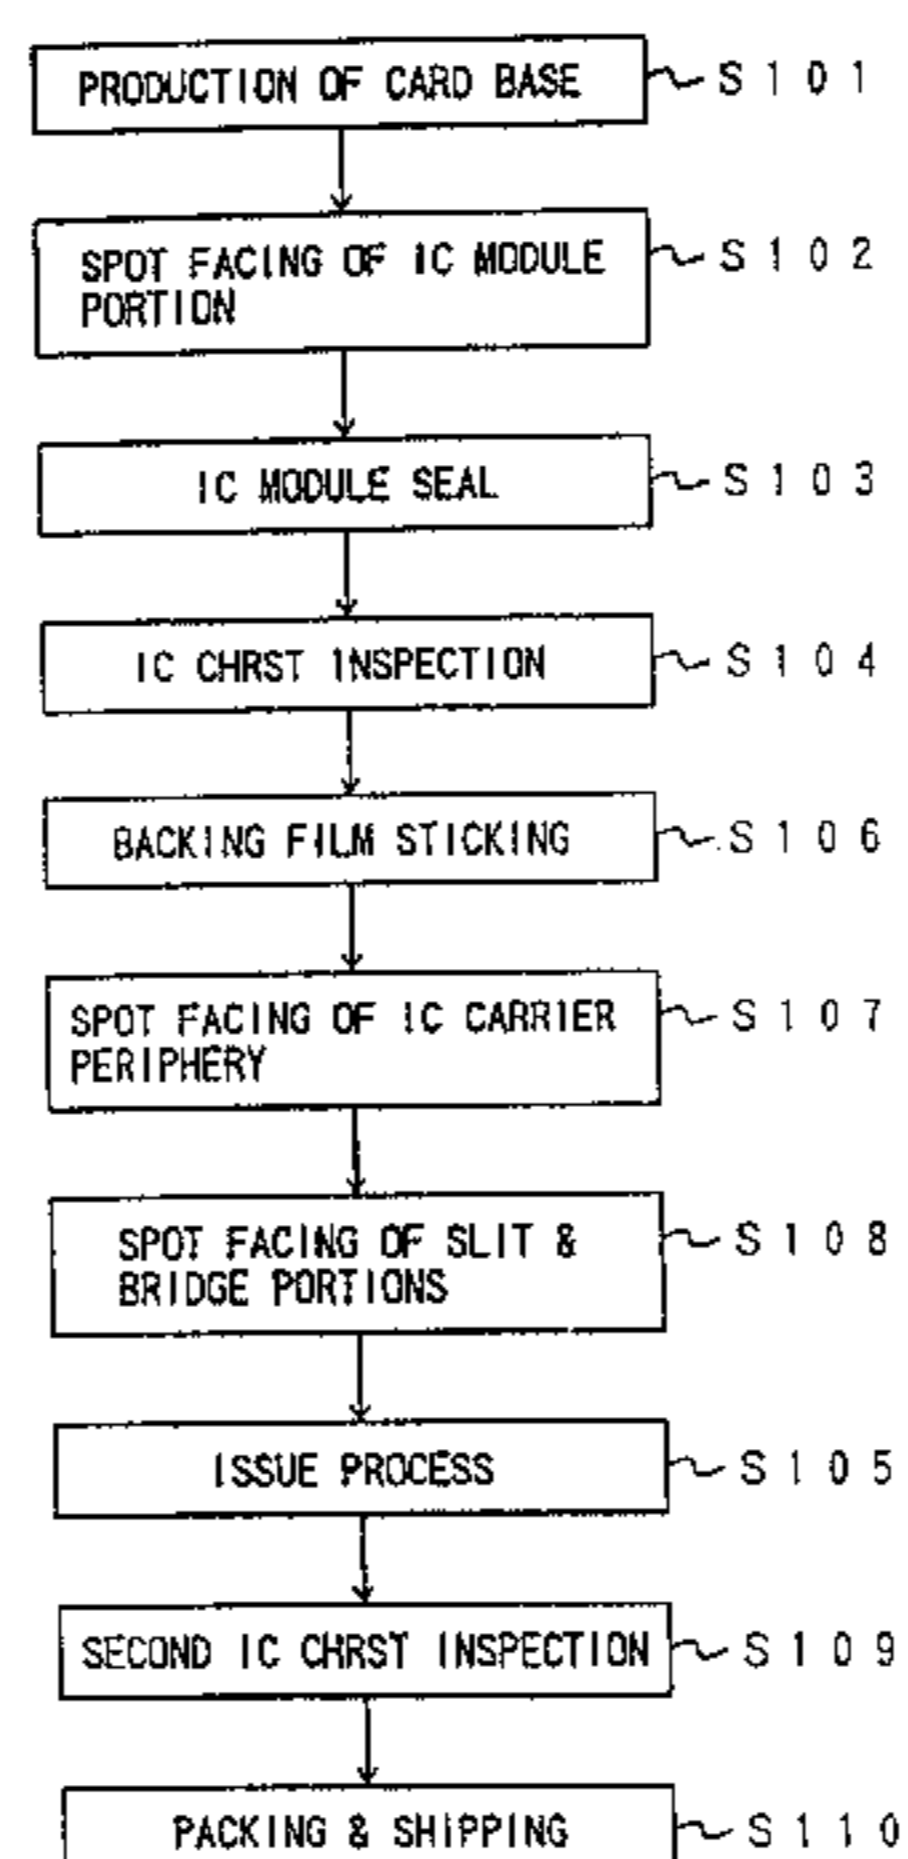 PRODUCTION OF CARD BASE
S101
SPOT FACING OF IC MODULE
PORTION
S102
IC MODULE SEAL
S103
IC CHRST INSPECTION
S104
BACKING FILM STICKING
S106
SPOT FACING OF IC CARRIER
PERIPHERY
S107
SPOT FACING OF SLIT &
BRIDGE PORTIONS
S108
ISSUE PROCESS
S105
SECOND IC CHRST INSPECTION
S109
PACKING & SHIPPING
S110